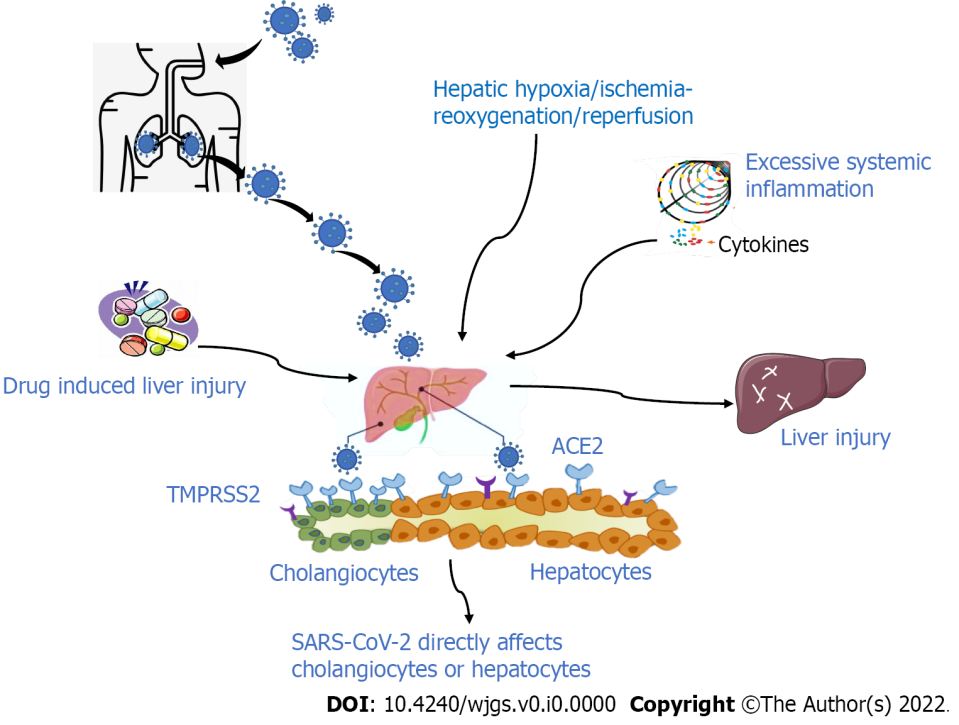 Hepatic hypoxia/ischemia-
reoxygenation/reperfusion
Excessive systemic
inflammation
Cytokines
Drug induced liver injury
Liver injury
ACE2
TMPRSS2
Cholangiocytes
Hepatocytes
SARS-CoV-2 directly affects
cholangiocytes or hepatocytes
DOI: 10.4240/wjgs.v0.i0.0000 Copyright ©The Author(s) 2022.